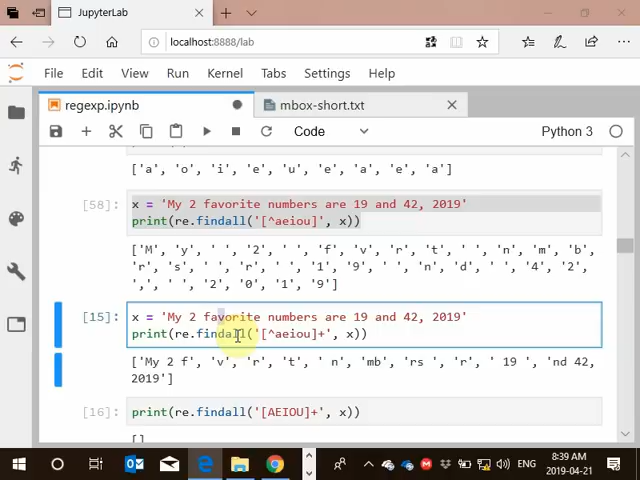 JupyterLab
localhost:8888/lab
File Edit View Run Kernel Tabs Settings Help
regexp.ipynb
mbox-short.txt
Code
Python 3
['a', 'o', 'i', 'e', 'u', 'e', 'a', 'e', 'a']
[58]
x = 'My 2 favorite numbers are 19 and 42, 2019'
print(re.findall('[^aeiou]', x))
['M', 'y', ' ', '2', ' ', 'f', 'v', 'r', 't', ' ', 'n', 'm', 'b',
'r', 's', ' ', 'r', ' ', '1', '9', ' ', 'n', 'd', ' ', '4', '2',
',', ' ', '2', '0', '1', '9']
[15]
x = 'My 2 favorite numbers are 19 and 42, 2019'
print(re.findall('[^aeiou]+', x))
['My 2 f', 'v', 'r', 't', ' n', 'mb', 'rs ', 'r', ' 19 ', 'nd 42,
2019']
[16]
print(re.findall('[AEIOU]+', x))
[]
ENG
8:39 AM
2019-04-21